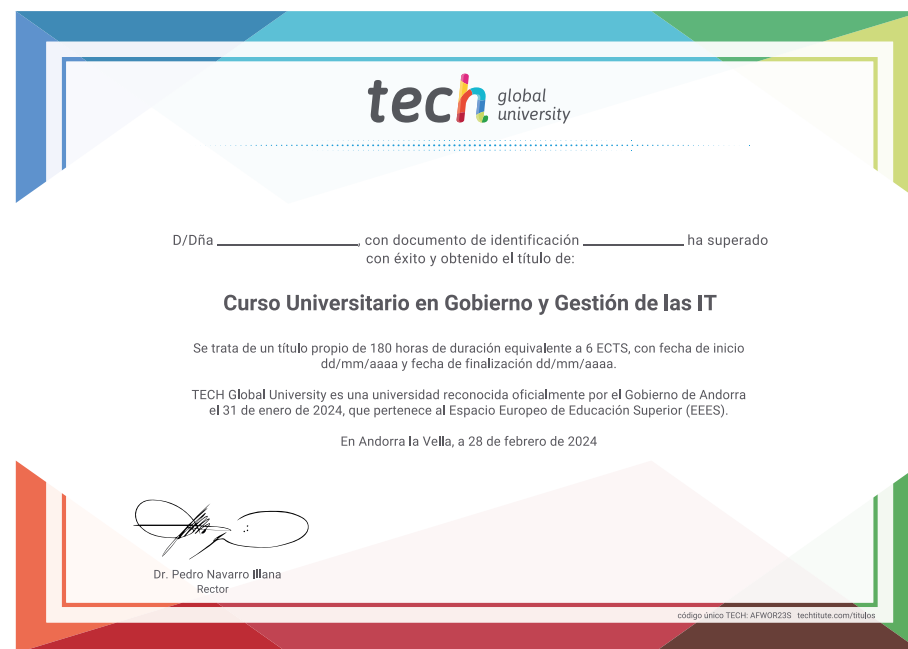 tech global
university
D/Dña ____________________, con documento de identificación ______________ ha superado
con éxito y obtenido el título de:
Curso Universitario en Gobierno y Gestión de las IT
Se trata de un título propio de 180 horas de duración equivalente a 6 ECTS, con fecha de inicio
dd/mm/aaaa y fecha de finalización dd/mm/aaaa.
TECH Global University es una universidad reconocida oficialmente por el Gobierno de Andorra
el 31 de enero de 2024, que pertenece al Espacio Europeo de Educación Superior (EEES).
En Andorra la Vella, a 28 de febrero de 2024
Dr. Pedro Navarro Illana
Rector
código único TECH: AFWOR23S techtitute.com/titulos